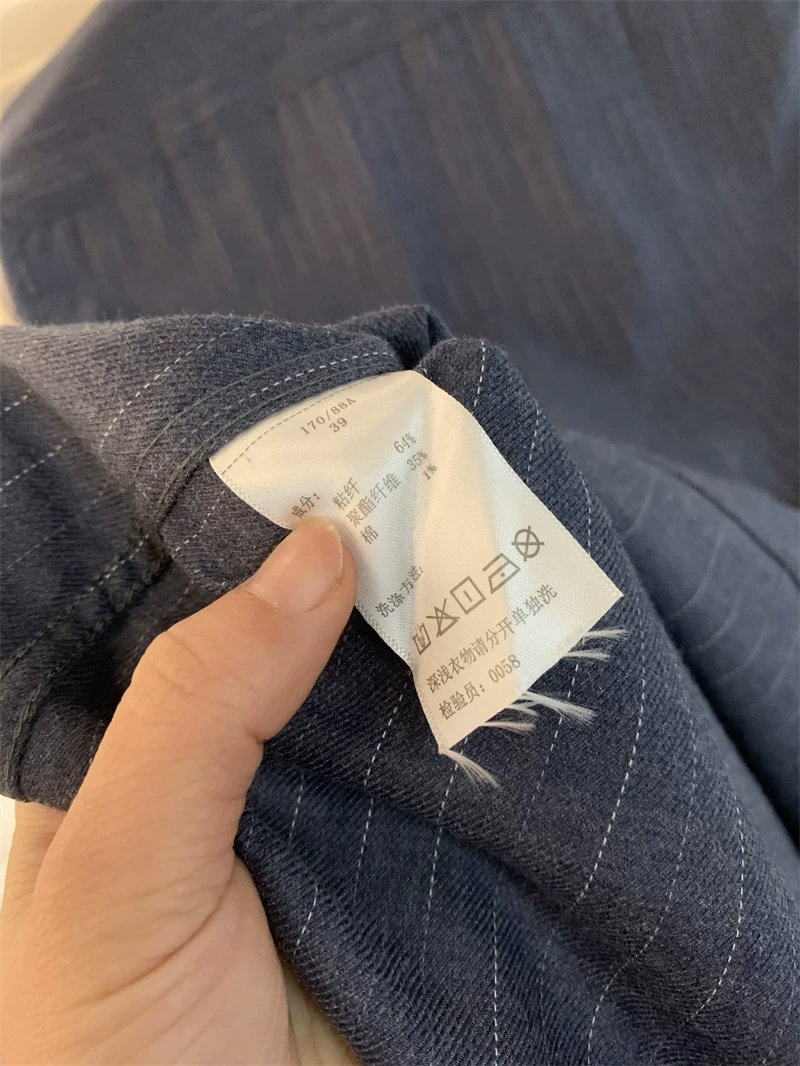 170/88A
39
成分: 粘纤 64%
聚酯纤维 35%
棉 1%
洗涤方法:
深浅衣物请分开单独洗
检验员: 0058